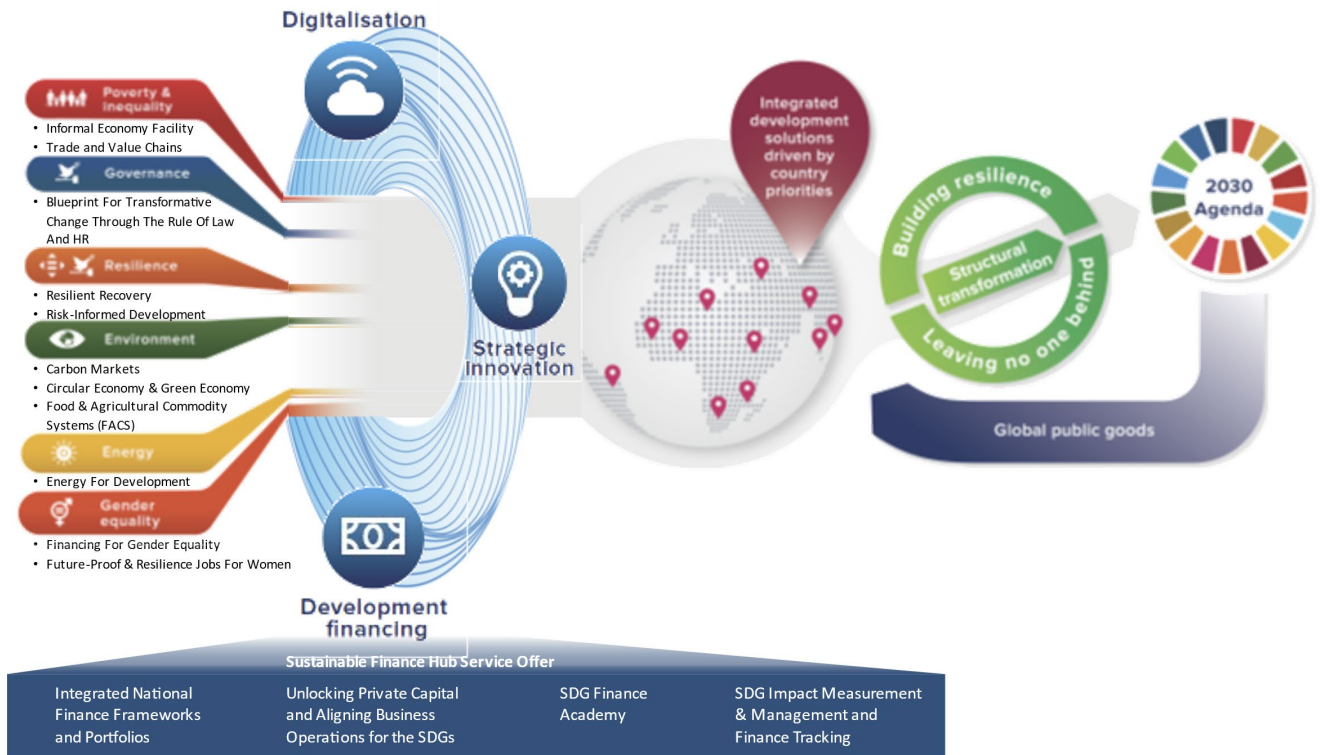 Digitalisation
Poverty &
inequality
• Informal Economy Facility
• Trade and Value Chains
Governance
• Blueprint For Transformative
Change Through The Rule Of Law
And HR
Resilience
• Resilient Recovery
• Risk-Informed Development
Environment
• Carbon Markets
• Circular Economy & Green Economy
• Food & Agricultural Commodity
Systems (FACS)
Energy
• Energy For Development
Gender
equality
• Financing For Gender Equality
• Future-Proof & Resilience Jobs For Women
Strategic
innovation
Development
financing
Integrated
development
solutions
driven by
country
priorities
Building resilience
Structural
transformation
Leaving no one behind
2030
Agenda
Global public goods
Sustainable Finance Hub Service Offer
Integrated National
Finance Frameworks
and Portfolios
Unlocking Private Capital
and Aligning Business
Operations for the SDGs
SDG Finance
Academy
SDG Impact Measurement
& Management and
Finance Tracking